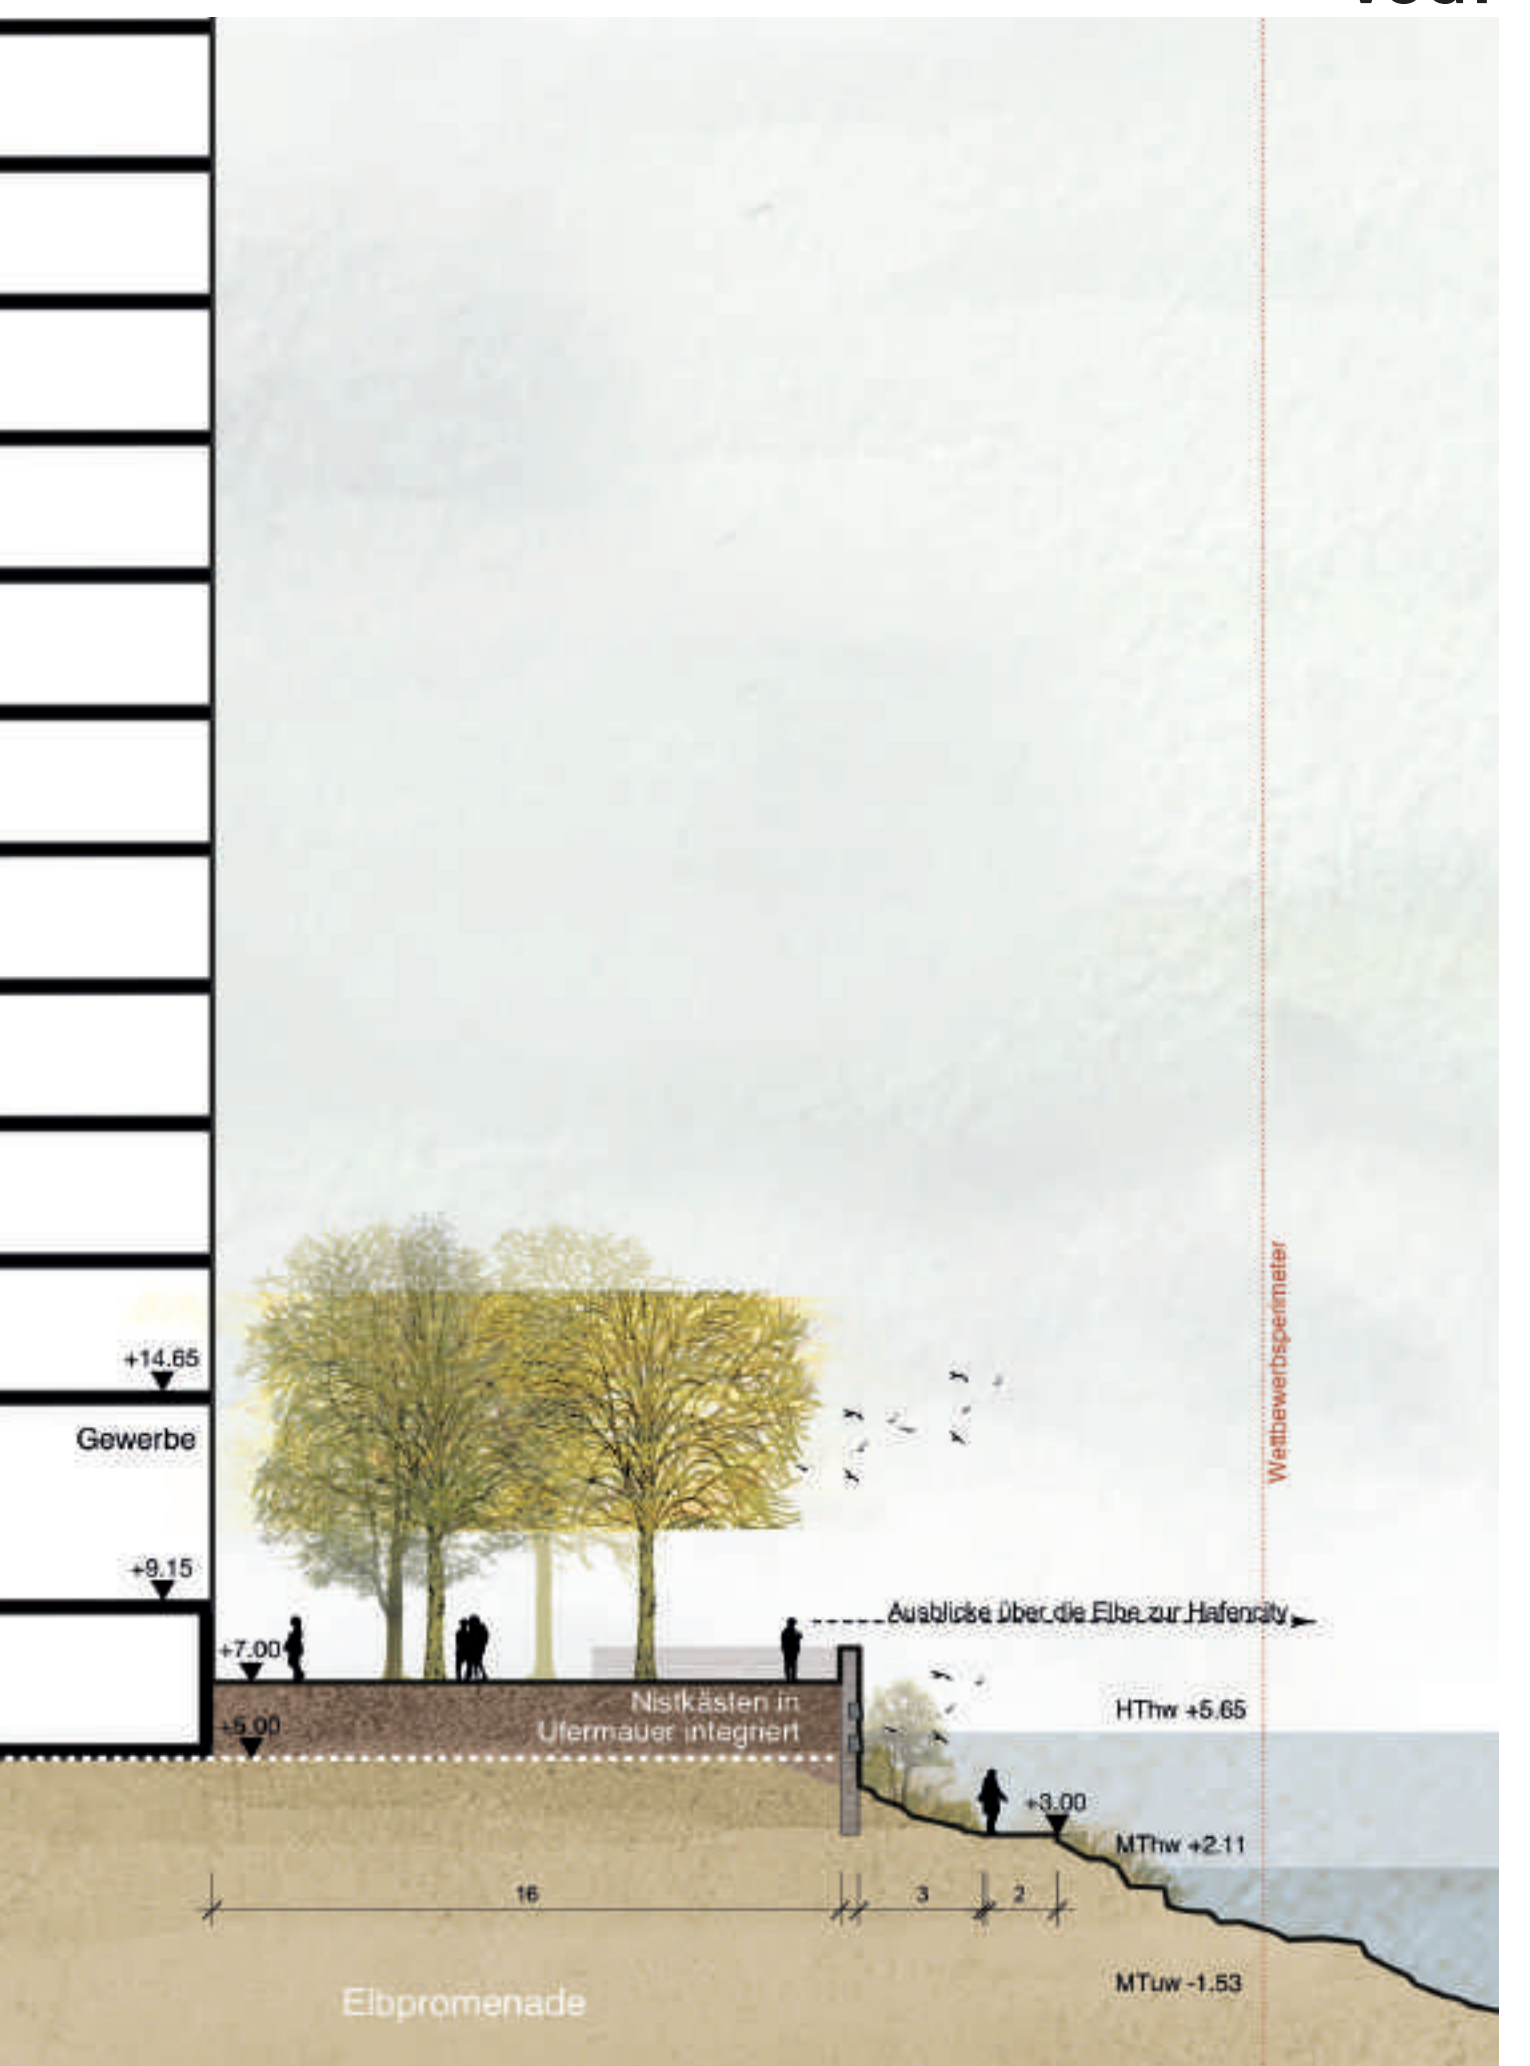 Wettbewerbsperimeter
+14.65
Gewerbe
+9.15
Ausblicke über die Elbe zur Hafencity
+7.00
Nistkästen in
Ufermauer integriert
HThw +5.65
+5.00
+3.00
MThw +2.11
16
3
2
MTuw -1.53
Elbpromenade